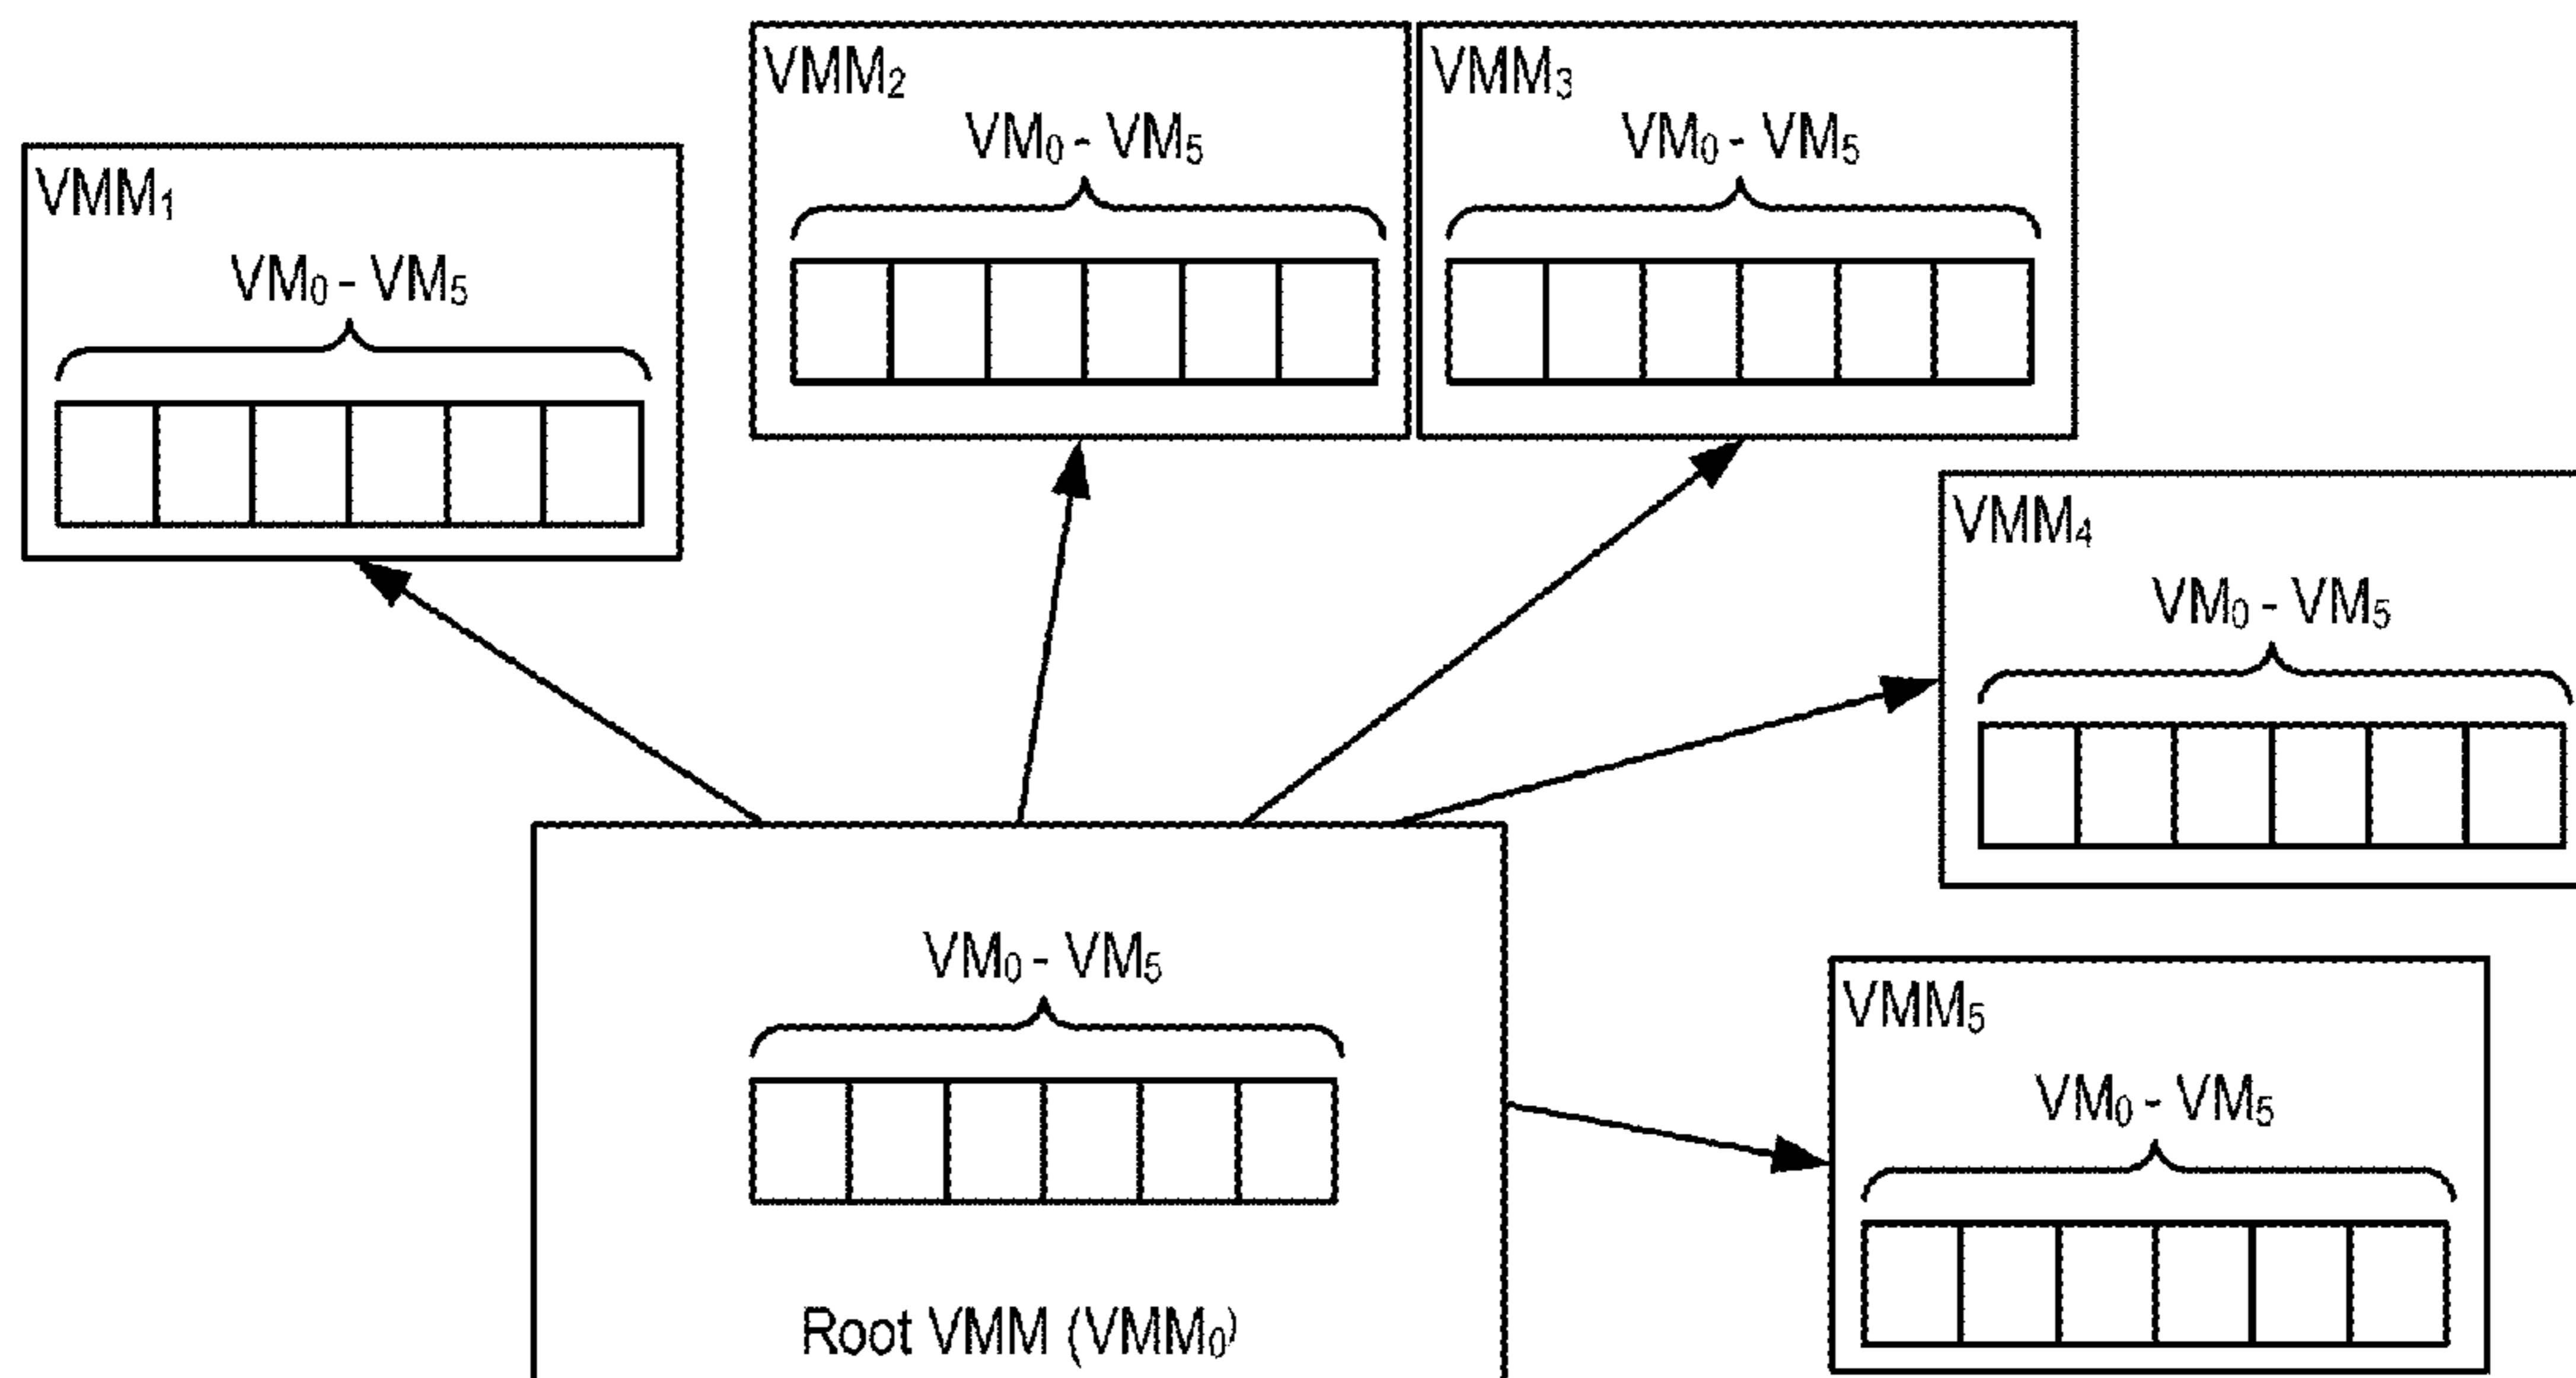 VMM₂
VM₀ - VM₅
VMM₃
VM₀ - VM₅
VMM₁
VM₀ - VM₅
VMM₄
VM₀ - VM₅
VM₀ - VM₅
VMM₅
VM₀ - VM₅
Root VMM (VMM₀)